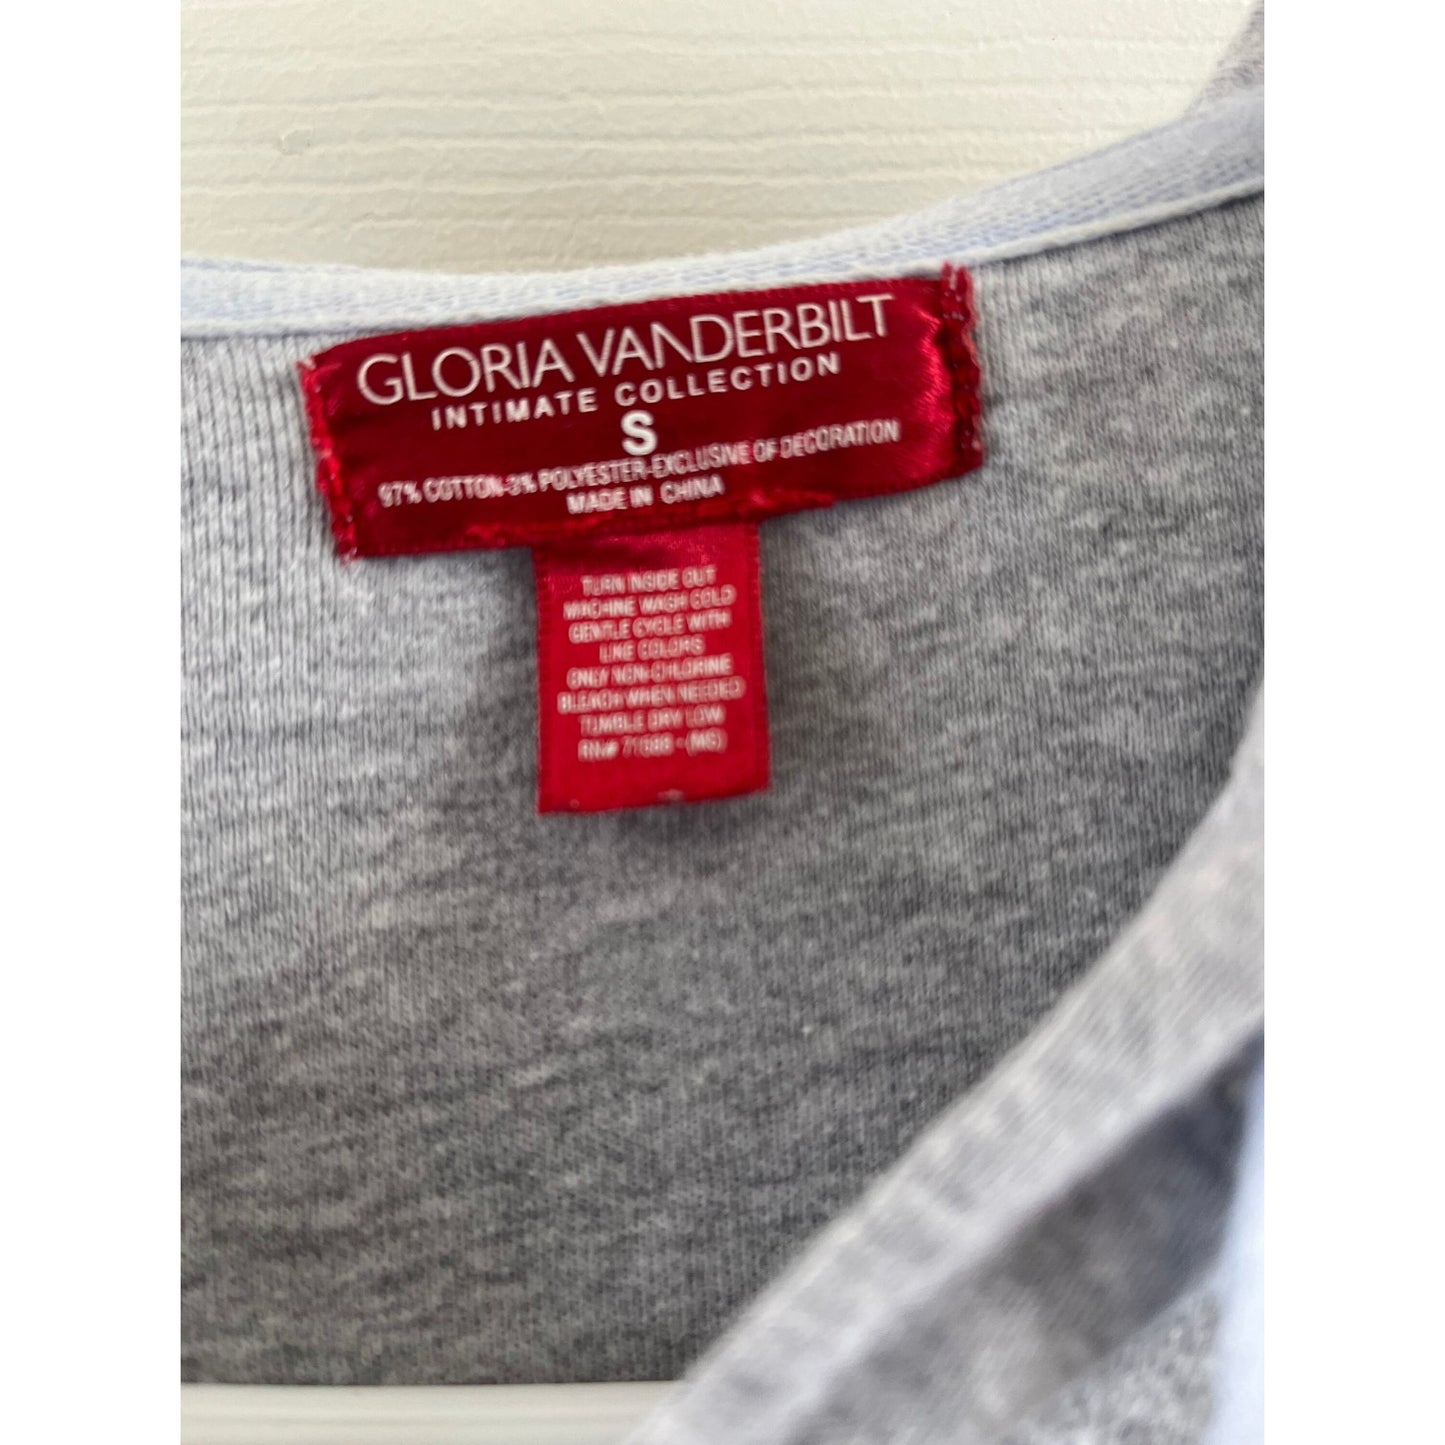 GLORIA VANDERBILT
INTIMATE COLLECTION
S
97% COTTON-3% POLYESTER-EXCLUSIVE OF DECORATION
MADE IN CHINA
TURN INSIDE OUT
MACHINE WASH COLD
GENTLE CYCLE WITH
LIKE COLORS
ONLY NON-CHLORINE
BLEACH WHEN NEEDED
TUMBLE DRY LOW
RN#